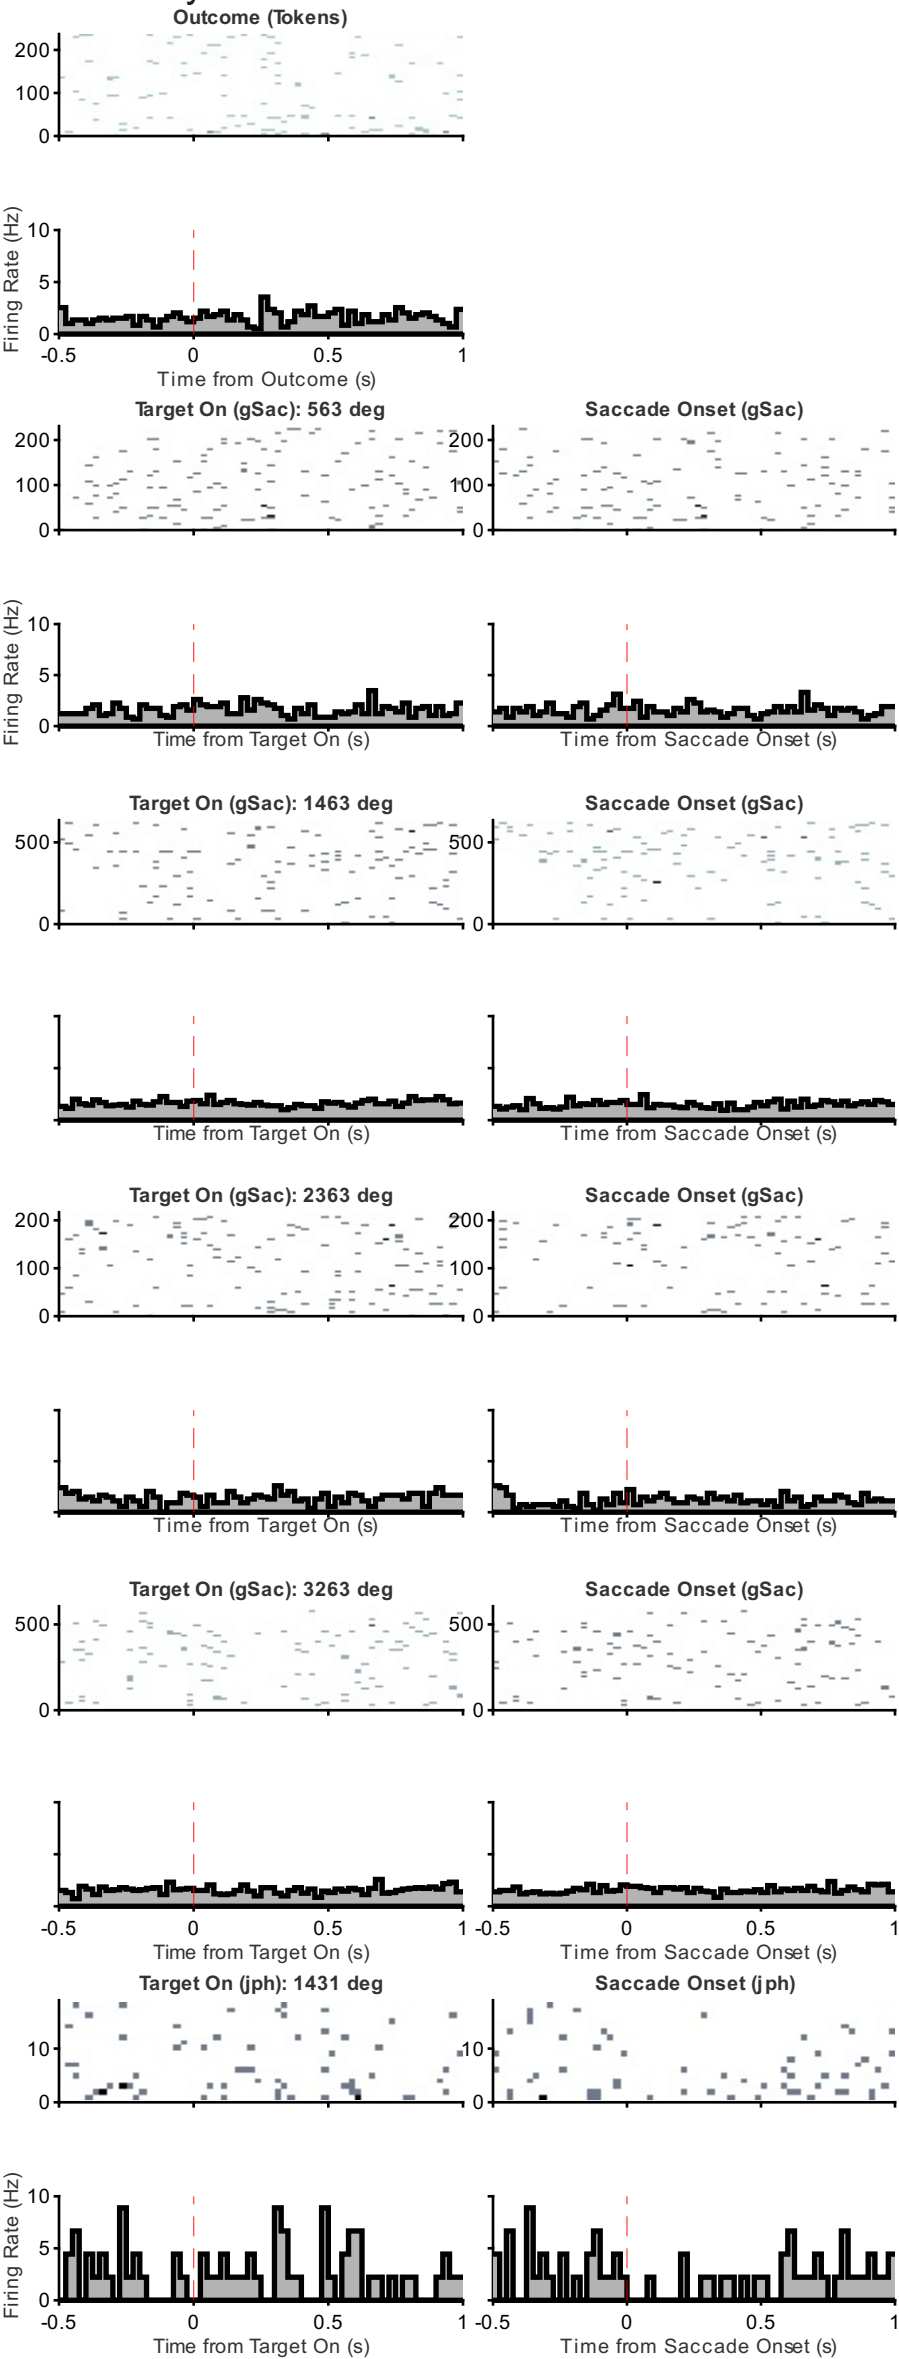 Outcome (Tokens)
200
100
0
Firing Rate (Hz)
10
5
0
-0.5 0 0.5 1
Time from Outcome (s)
Target On (gSac): 563 deg Saccade Onset (gSac)
200 200
100 100
0 0
Firing Rate (Hz)
10
5
0
Time from Target On (s) Time from Saccade Onset (s)
Target On (gSac): 1463 deg Saccade Onset (gSac)
500 500
0 0
Time from Target On (s) Time from Saccade Onset (s)
Target On (gSac): 2363 deg Saccade Onset (gSac)
200 200
100 100
0 0
Time from Target On (s) Time from Saccade Onset (s)
Target On (gSac): 3263 deg Saccade Onset (gSac)
500 500
0 0
-0.5 0 0.5 1 -0.5 0 0.5 1
Time from Target On (s) Time from Saccade Onset (s)
Target On (jph): 1431 deg Saccade Onset (jph)
10 10
0 0
Firing Rate (Hz)
10
5
0
-0.5 0 0.5 1 -0.5 0 0.5 1
Time from Target On (s) Time from Saccade Onset (s)